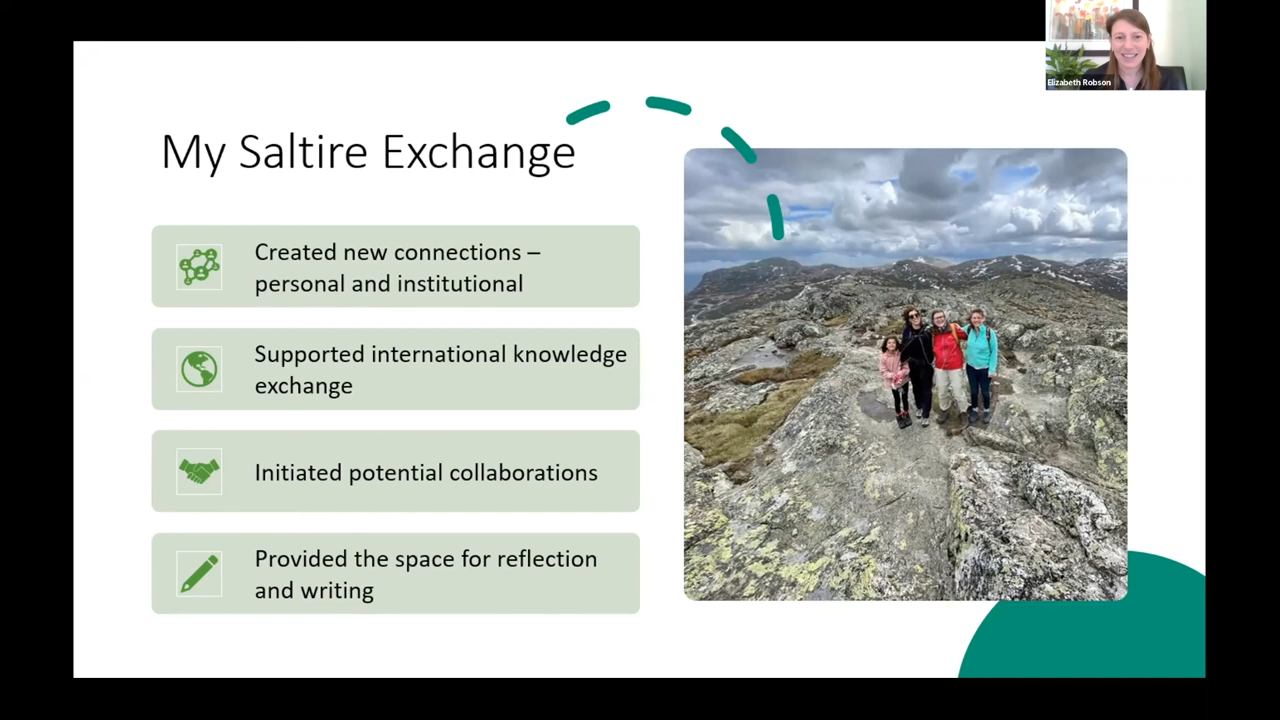 Elizabeth Robson
My Saltire Exchange
Created new connections –
personal and institutional
Supported international knowledge
exchange
Initiated potential collaborations
Provided the space for reflection
and writing